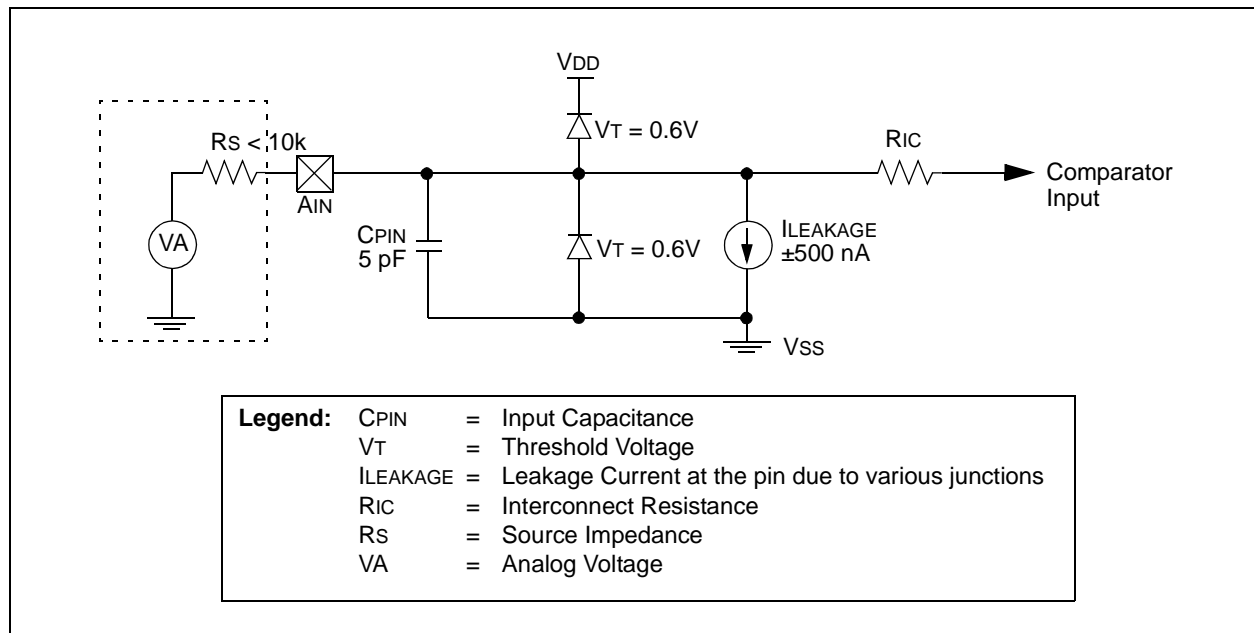 VDD
VT = 0.6V
RS < 10k
RIC
AIN
Comparator
Input
VA
CPIN
5 pF
VT = 0.6V
ILEAKAGE
±500 nA
VSS
Legend: CPIN = Input Capacitance
VT = Threshold Voltage
ILEAKAGE = Leakage Current at the pin due to various junctions
RIC = Interconnect Resistance
RS = Source Impedance
VA = Analog Voltage